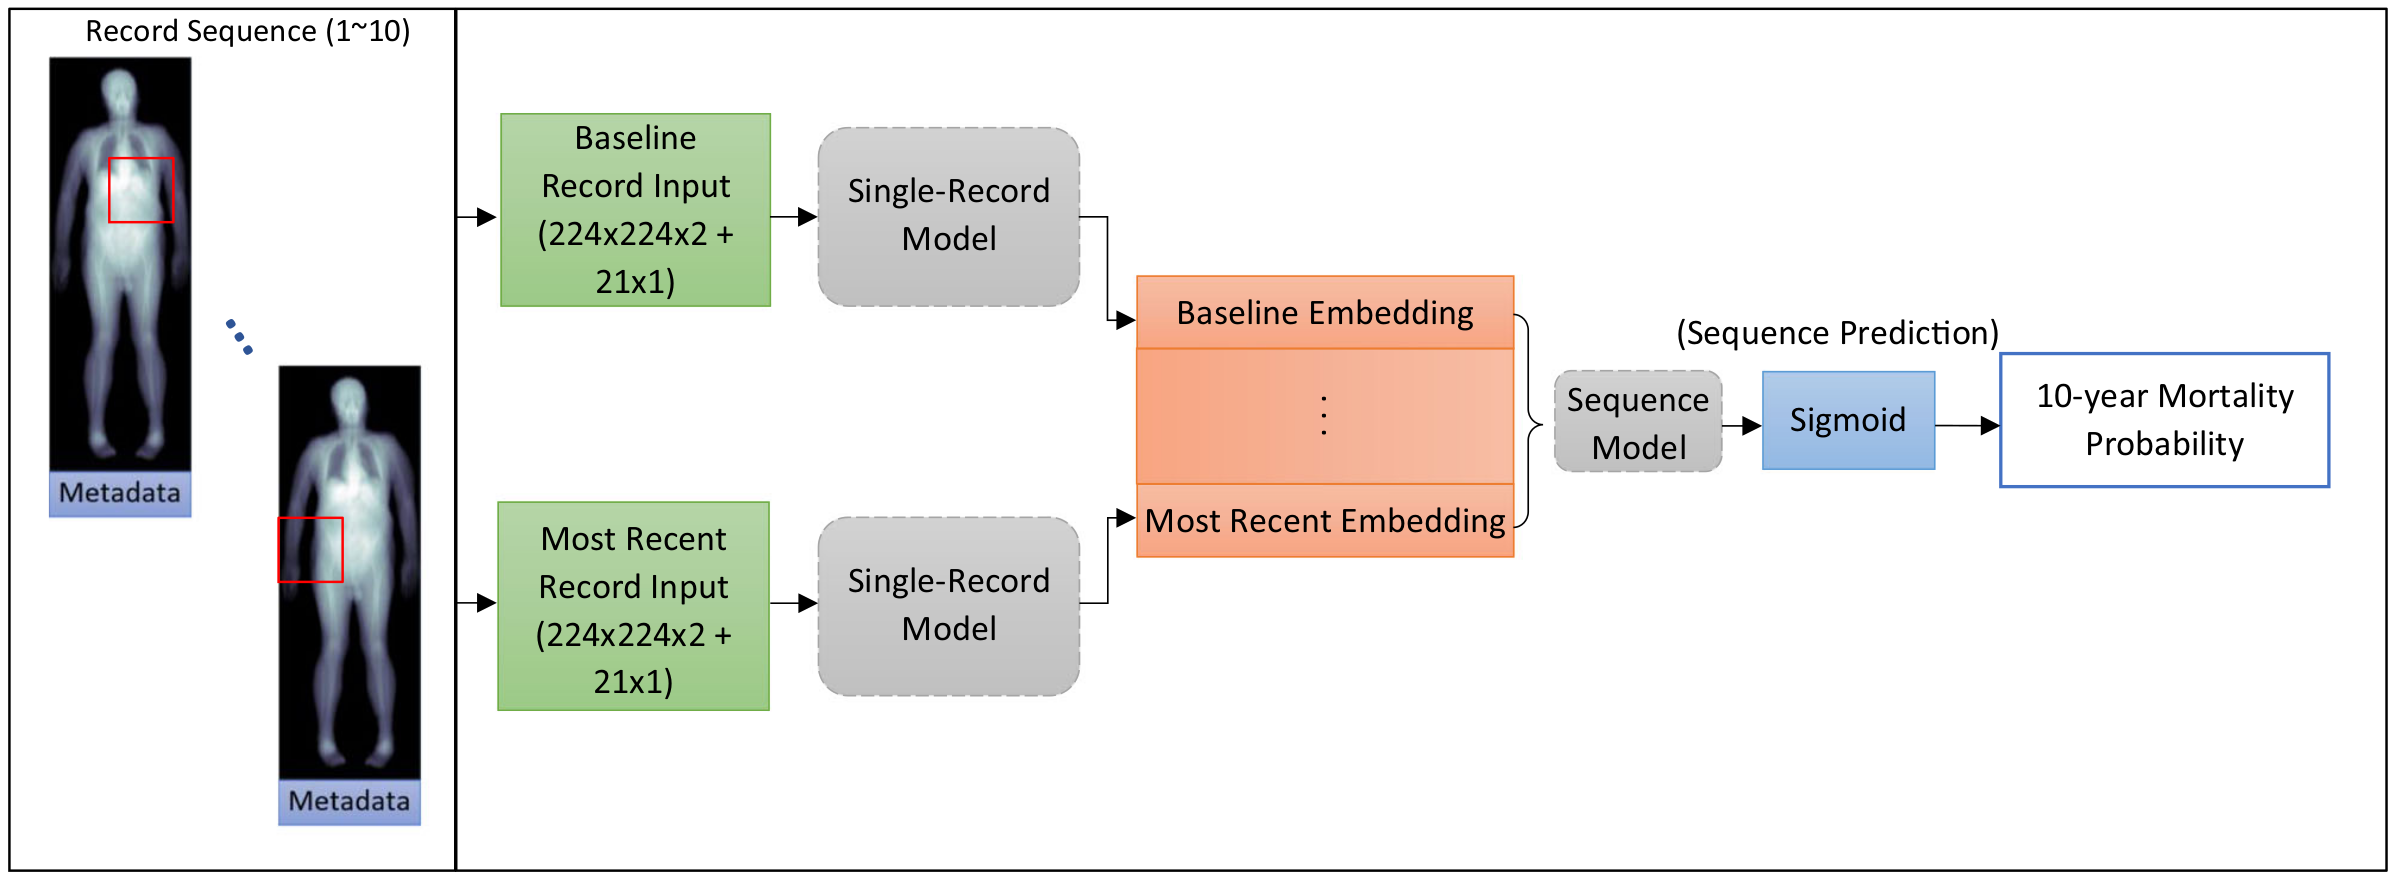 Record Sequence (1~10)
Metadata
Metadata
Baseline
Record Input
(224x224x2 +
21x1)
Single-Record
Model
Most Recent
Record Input
(224x224x2 +
21x1)
Single-Record
Model
Baseline Embedding
⋮
Most Recent Embedding
Sequence
Model
(Sequence Prediction)
Sigmoid
10-year Mortality
Probability